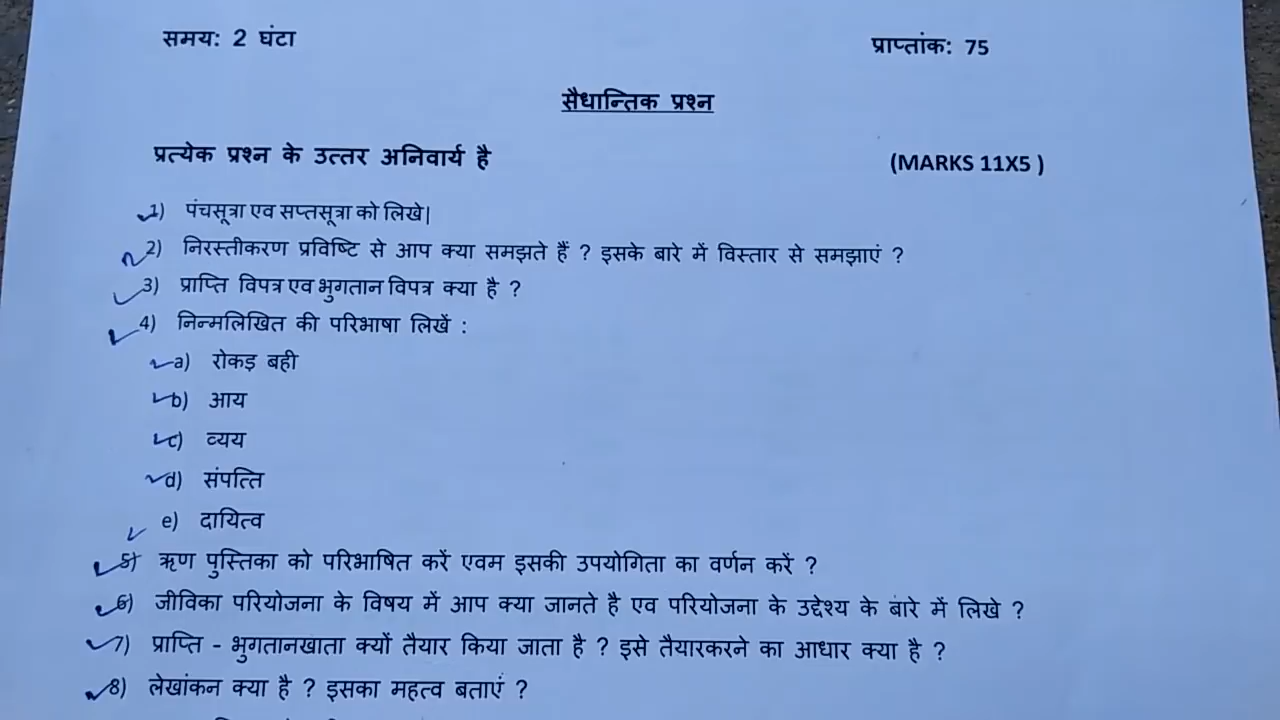 समय: 2 घंटा प्राप्तांक: 75
सैधान्तिक प्रश्न
प्रत्येक प्रश्न के उत्तर अनिवार्य है (MARKS 11X5 )
1) पंचसूत्रा एव सप्तसूत्रा को लिखे|
2) निरस्तीकरण प्रविष्टि से आप क्या समझते हैं ? इसके बारे में विस्तार से समझाएं ?
3) प्राप्ति विपत्र एव भुगतान विपत्र क्या है ?
4) निन्मलिखित की परिभाषा लिखें :
a) रोकड़ बही
b) आय
c) व्यय
d) संपत्ति
e) दायित्व
5) ऋण पुस्तिका को परिभाषित करें एवम इसकी उपयोगिता का वर्णन करें ?
6) जीविका परियोजना के विषय में आप क्या जानते है एव परियोजना के उद्देश्य के बारे में लिखे ?
7) प्राप्ति - भुगतानखाता क्यों तैयार किया जाता है ? इसे तैयारकरने का आधार क्या है ?
8) लेखांकन क्या है ? इसका महत्व बताएं ?